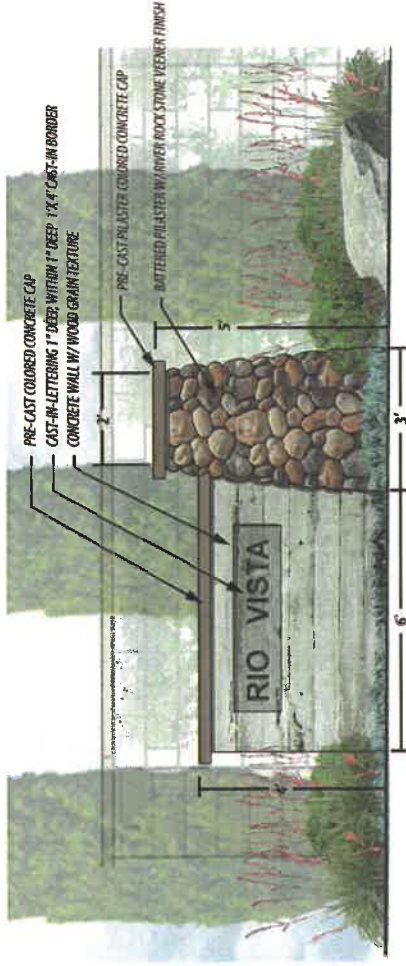 PRE-CAST COLORED CONCRETE CAP
CAST-IN-LETTERING 1" DEEP, WITHIN 1" DEEP 1'X 4' CAST-IN BORDER
CONCRETE WALL W/ WOOD GRAIN TEXTURE
2'
PRE-CAST PILASTER COLORED CONCRETE CAP
BATTERED PILASTER W/ RIVER ROCK STONE VEENER FINISH
5'
RIO VISTA
6'
3'